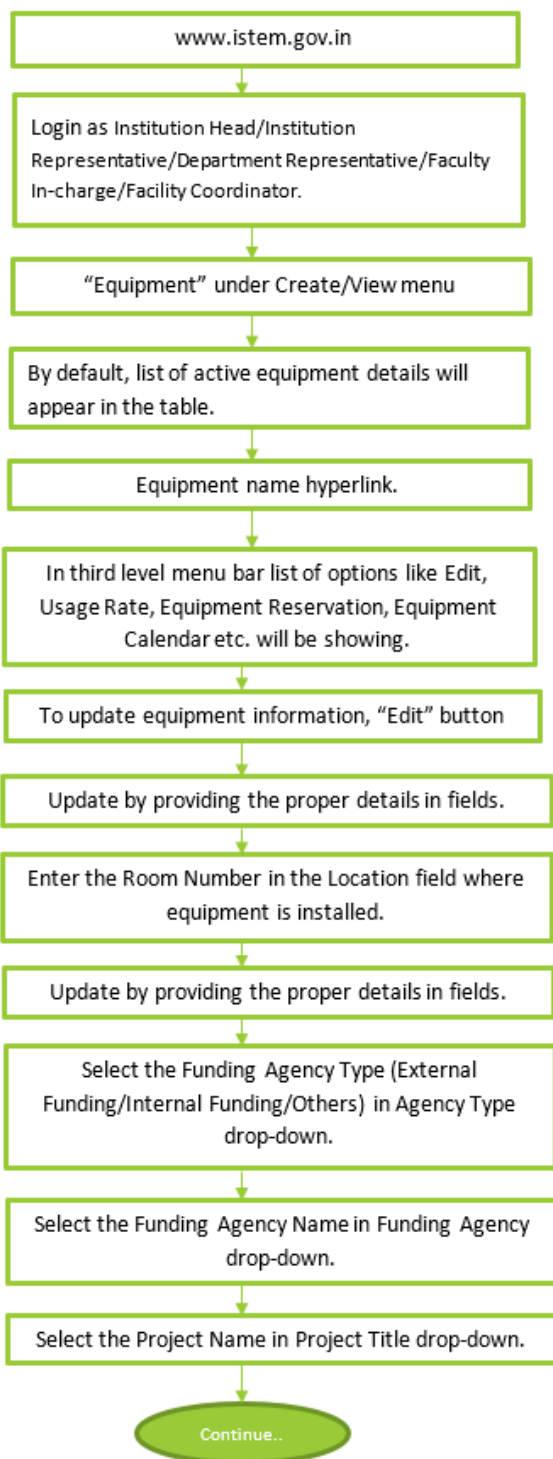 www.istem.gov.in
Login as Institution Head/Institution
Representative/Department Representative/Faculty
In-charge/Facility Coordinator.
“Equipment” under Create/View menu
By default, list of active equipment details will
appear in the table.
Equipment name hyperlink.
In third level menu bar list of options like Edit,
Usage Rate, Equipment Reservation, Equipment
Calendar etc. will be showing.
To update equipment information, “Edit” button
Update by providing the proper details in fields.
Enter the Room Number in the Location field where
equipment is installed.
Update by providing the proper details in fields.
Select the Funding Agency Type (External
Funding/Internal Funding/Others) in Agency Type
drop-down.
Select the Funding Agency Name in Funding Agency
drop-down.
Select the Project Name in Project Title drop-down.
Continue..